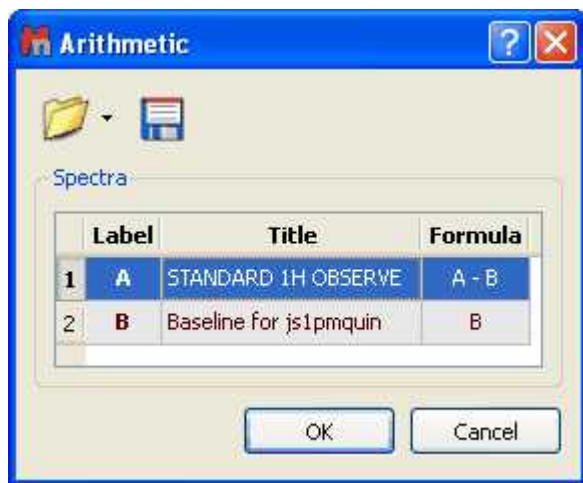 Arithmetic
Spectra
Label Title Formula
1 A STANDARD 1H OBSERVE A - B
2 B Baseline for js1pmquin B
OK Cancel